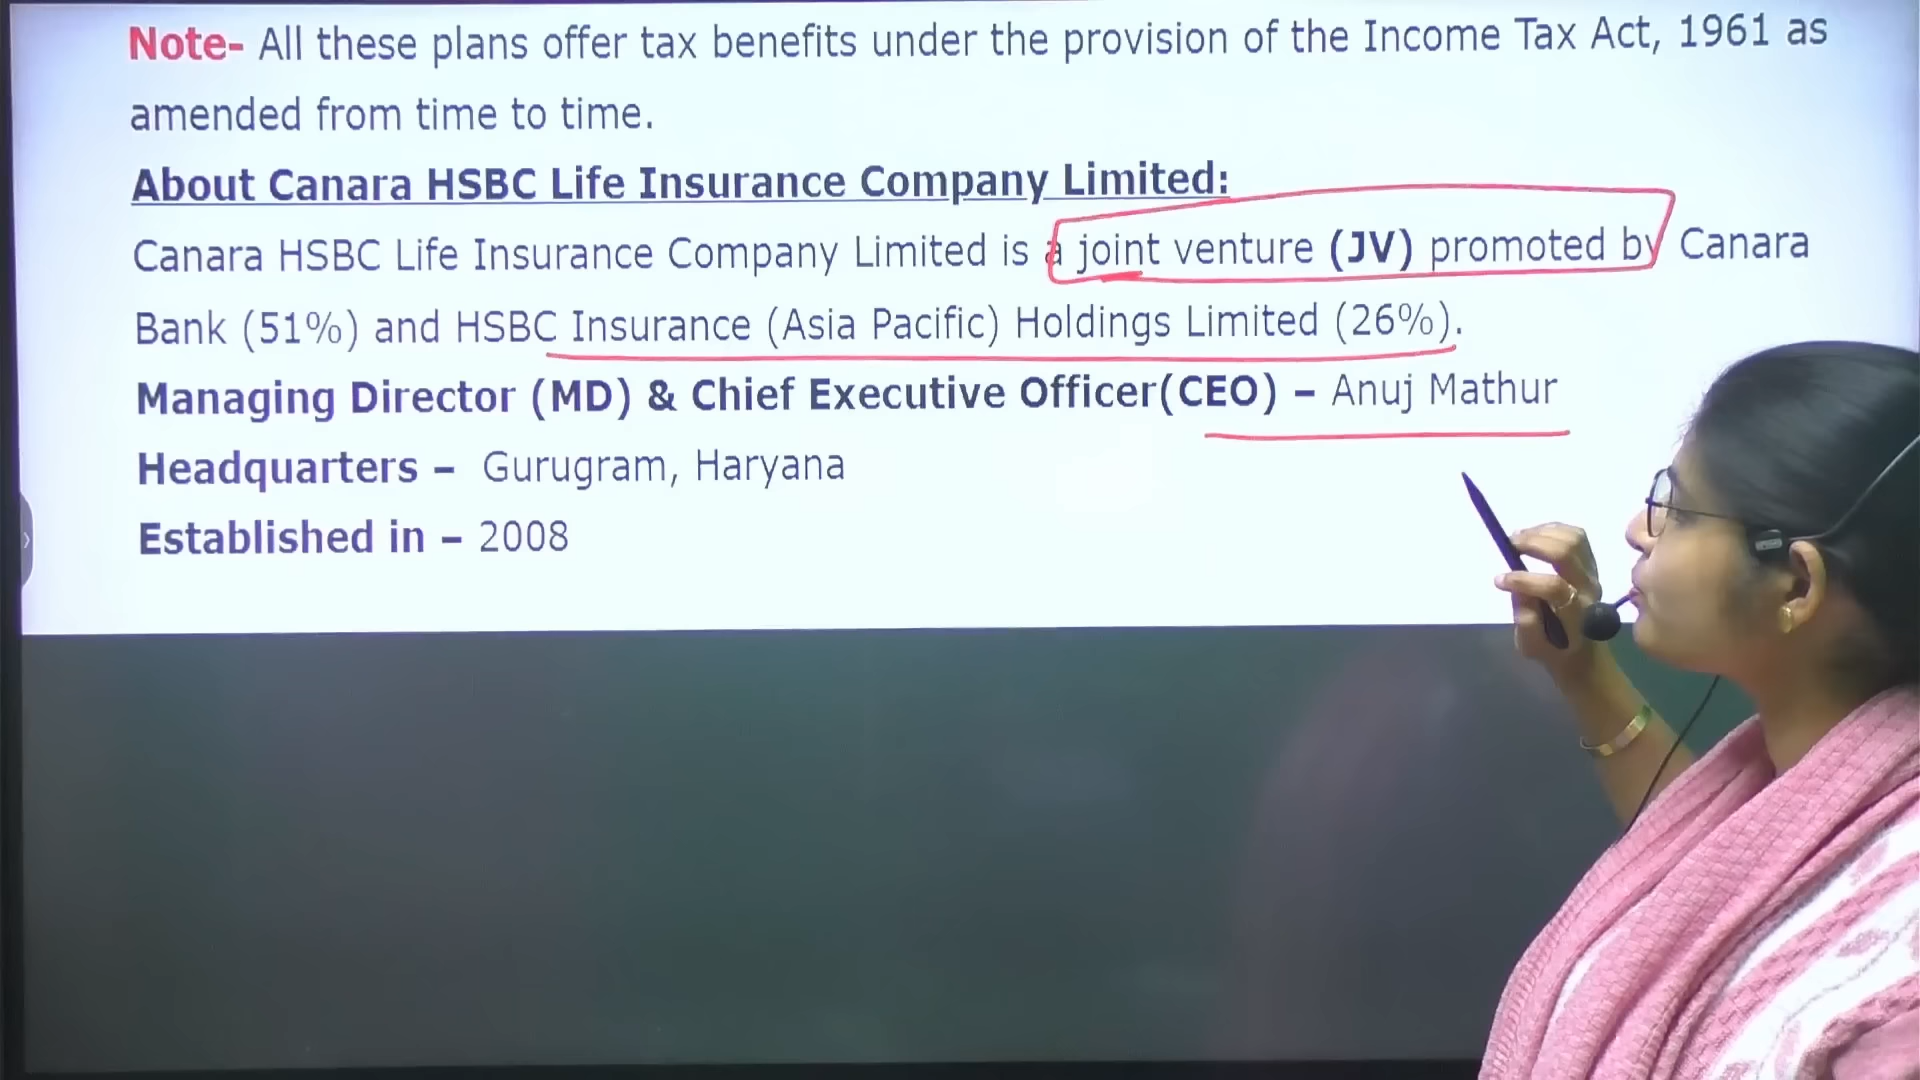 Note- All these plans offer tax benefits under the provision of the Income Tax Act, 1961 as
amended from time to time.
About Canara HSBC Life Insurance Company Limited:
Canara HSBC Life Insurance Company Limited is a joint venture (JV) promoted by Canara
Bank (51%) and HSBC Insurance (Asia Pacific) Holdings Limited (26%).
Managing Director (MD) & Chief Executive Officer(CEO) – Anuj Mathur
Headquarters – Gurugram, Haryana
Established in – 2008